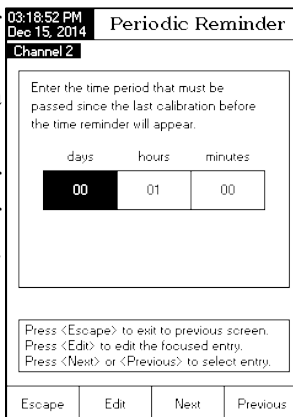 03:18:52 PM
Dec 15, 2014
Periodic Reminder
Channel 2
Enter the time period that must be
passed since the last calibration before
the time reminder will appear.
days hours minutes
00 01 00
Press <Escape> to exit to previous screen.
Press <Edit> to edit the focused entry.
Press <Next> or <Previous> to select entry.
Escape Edit Next Previous